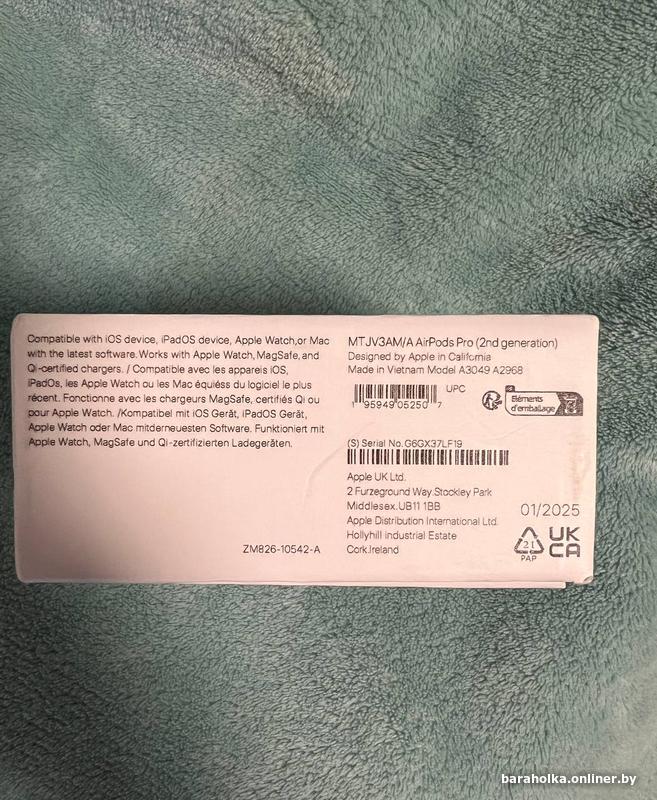 Compatible with iOS device, iPadOS device, Apple Watch,or Mac
with the latest software.Works with Apple Watch,MagSafe,and
Qi-certified chargers. / Compatible avec les appareis iOS,
iPadOs, les Apple Watch ou les Mac équiéss du logiciel le plus
récent. Fonctionne avec les chargeurs MagSafe, certifiés Qi ou
pour Apple Watch. /Kompatibel mit iOS Gerät, iPadOS Gerät,
Apple Watch oder Mac mitderneuesten Software. Funktioniert mit
Apple Watch, MagSafe und Qi-zertifizierten Ladegeräten.
ZM826-10542-A
MTJV3AM/A AirPods Pro (2nd generation)
Designed by Apple in California
Made in Vietnam Model A3049 A2968
UPC
1 95949 05250 7
Éléments
d'emballage
(S) Serial No. G6GX37LF19
Apple UK Ltd.
2 Furzeground Way.Stockley Park
Middlesex.UB11 1BB
Apple Distribution International Ltd.
Hollyhill industrial Estate
Cork.Ireland
01/2025
21
PAP
UK
CA
baraholka.onliner.by